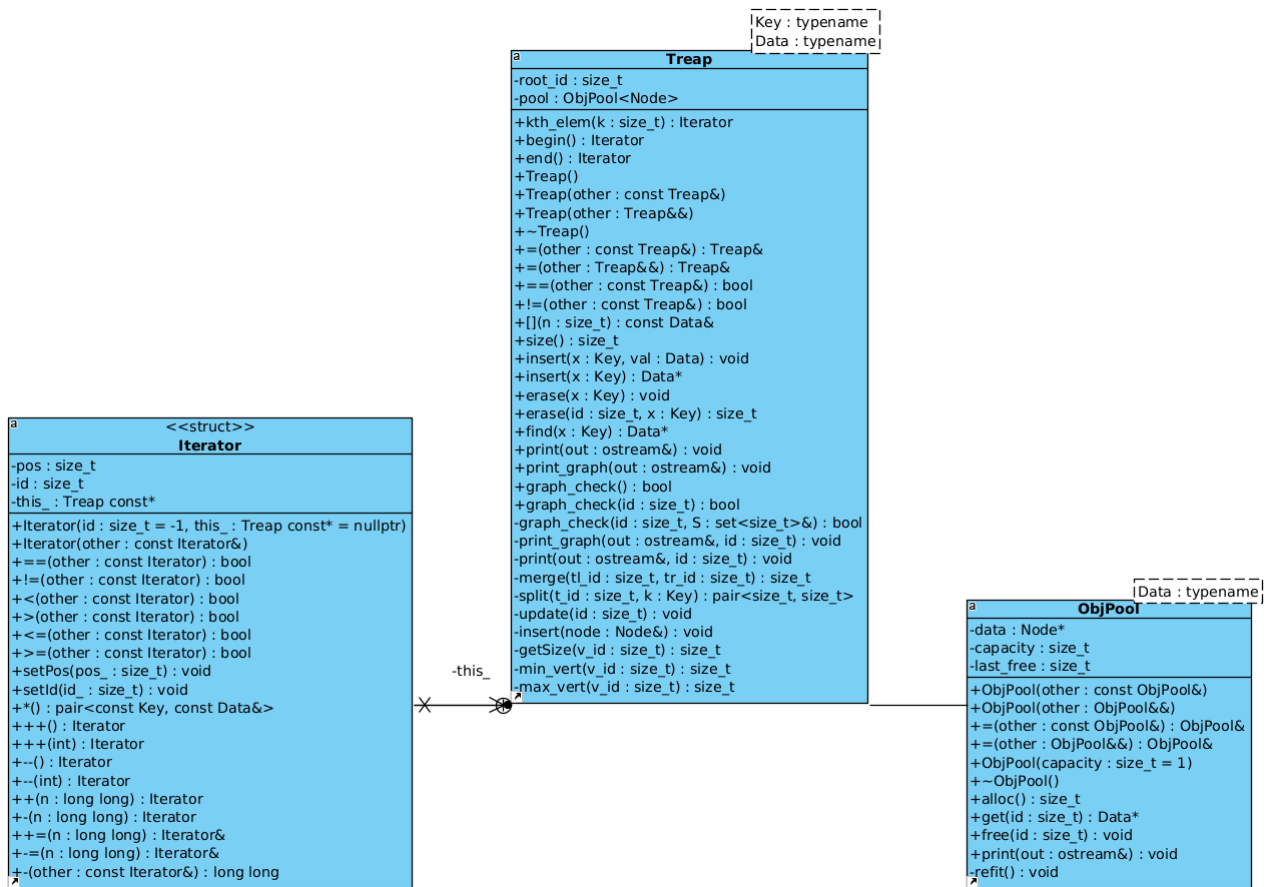 Key : typename
Data : typename
a
Treap
-root_id : size_t
-pool : ObjPool<Node>
+kth_elem(k : size_t) : Iterator
+begin() : Iterator
+end() : Iterator
+Treap()
+Treap(other : const Treap&)
+Treap(other : Treap&&)
+~Treap()
+=(other : const Treap&) : Treap&
+=(other : Treap&&) : Treap&
+==(other : const Treap&) : bool
+!=(other : const Treap&) : bool
+[](n : size_t) : const Data&
+size() : size_t
+insert(x : Key, val : Data) : void
+insert(x : Key) : Data*
+erase(x : Key) : void
+erase(id : size_t, x : Key) : size_t
+find(x : Key) : Data*
+print(out : ostream&) : void
+print_graph(out : ostream&) : void
+graph_check() : bool
+graph_check(id : size_t) : bool
-graph_check(id : size_t, S : set<size_t>&) : bool
-print_graph(out : ostream&, id : size_t) : void
-print(out : ostream&, id : size_t) : void
-merge(tl_id : size_t, tr_id : size_t) : size_t
-split(t_id : size_t, k : Key) : pair<size_t, size_t>
-update(id : size_t) : void
-insert(node : Node&) : void
-getSize(v_id : size_t) : size_t
-min_vert(v_id : size_t) : size_t
-max_vert(v_id : size_t) : size_t
a
<<struct>>
Iterator
-pos : size_t
-id : size_t
-this_ : Treap const*
+Iterator(id : size_t = -1, this_ : Treap const* = nullptr)
+Iterator(other : const Iterator&)
+==(other : const Iterator) : bool
+!=(other : const Iterator) : bool
+<(other : const Iterator) : bool
+>(other : const Iterator) : bool
+<=(other : const Iterator) : bool
+>=(other : const Iterator) : bool
+setPos(pos_ : size_t) : void
+setId(id_ : size_t) : void
+*() : pair<const Key, const Data&>
+++() : Iterator
+++(int) : Iterator
+--() : Iterator
+--(int) : Iterator
++(n : long long) : Iterator
+-(n : long long) : Iterator
++=(n : long long) : Iterator&
+-=(n : long long) : Iterator&
+-(other : const Iterator&) : long long
-this_
Data : typename
a
ObjPool
-data : Node*
-capacity : size_t
-last_free : size_t
+ObjPool(other : const ObjPool&)
+ObjPool(other : ObjPool&&)
+=(other : const ObjPool&) : ObjPool&
+=(other : ObjPool&&) : ObjPool&
+ObjPool(capacity : size_t = 1)
+~ObjPool()
+alloc() : size_t
+get(id : size_t) : Data*
+free(id : size_t) : void
+print(out : ostream&) : void
-refit() : void